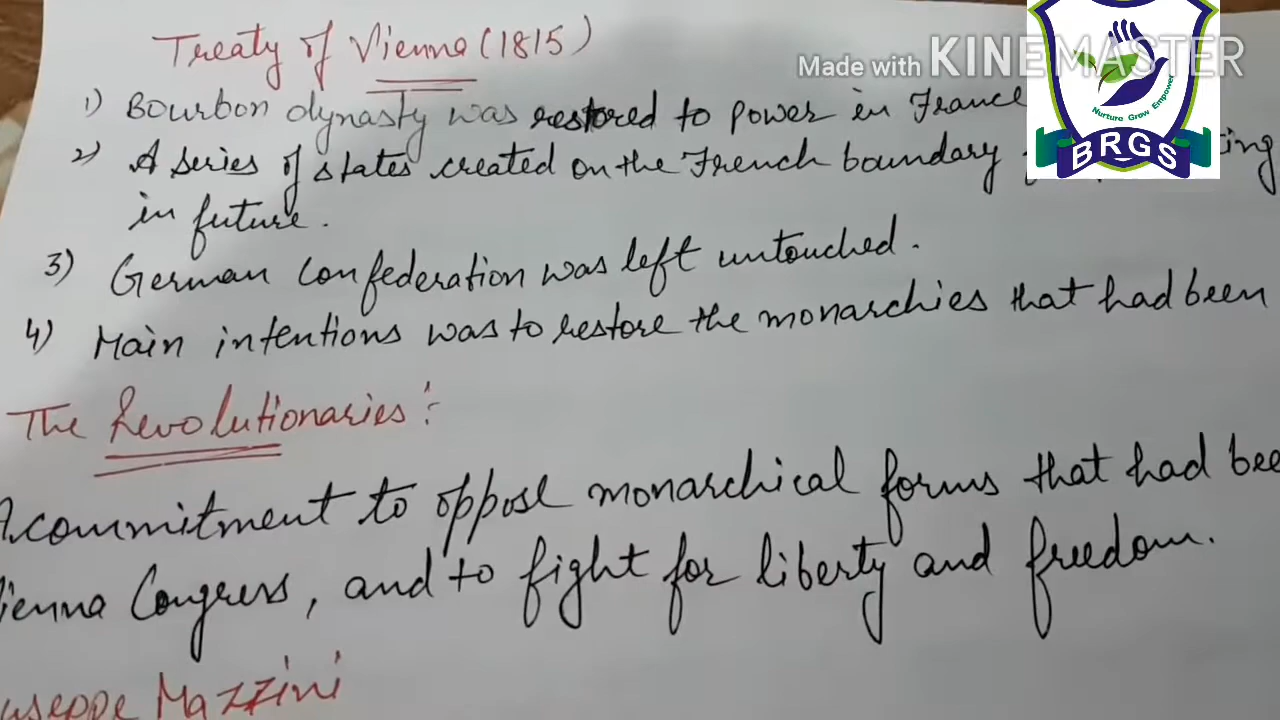 Treaty of Vienna (1815)
Made with KINEMASTER
1) Bourbon dynasty was restored to power in France
2) A series of states created on the French boundary
in future.
3) German Confederation was left untouched.
4) Main intentions was to restore the monarchies that had been
The Revolutionaries:
A commitment to oppose monarchical forms that had bee
ienna Congress, and to fight for liberty and freedom.
useppe Mazzini
Nurture Grow Empower
BRGS